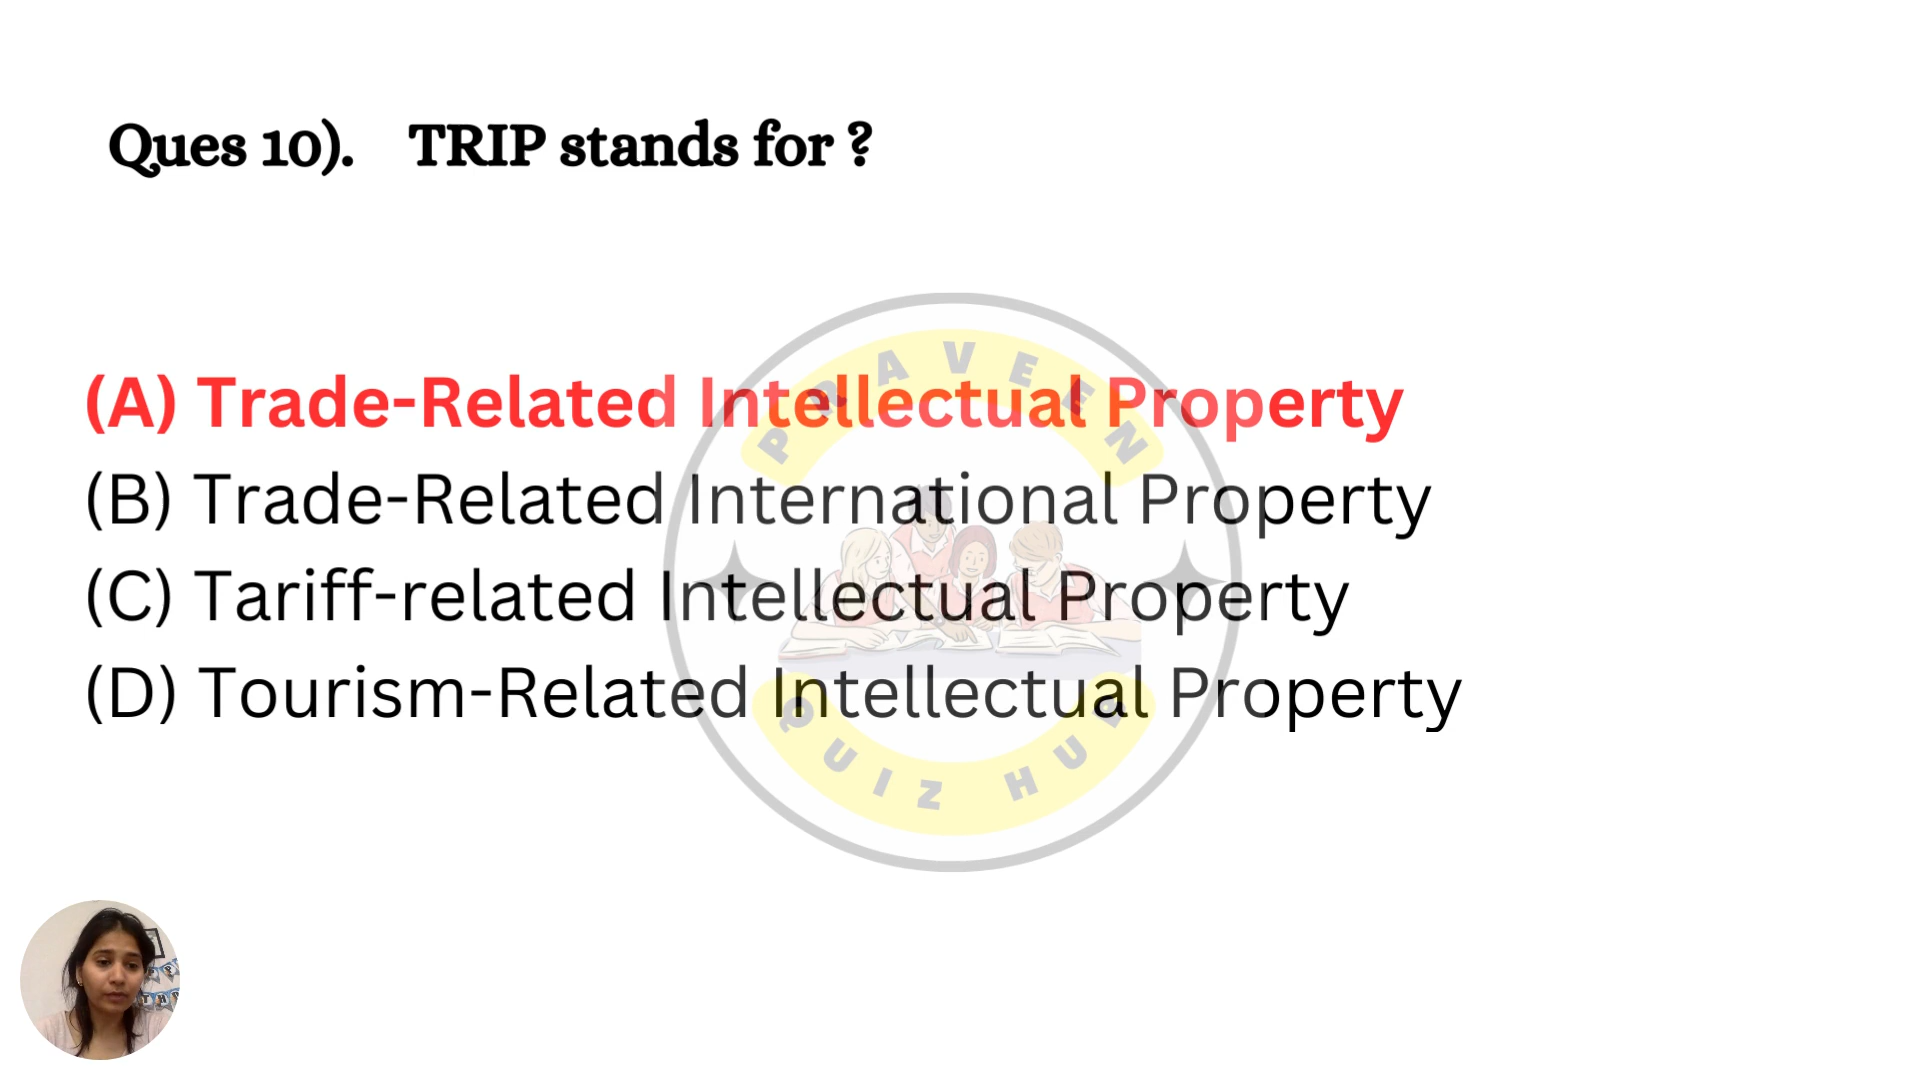 Ques 10). TRIP stands for ?
(A) Trade-Related Intellectual Property
(B) Trade-Related International Property
(C) Tariff-related Intellectual Property
(D) Tourism-Related Intellectual Property
PRAVEEN
QUIZ HUB